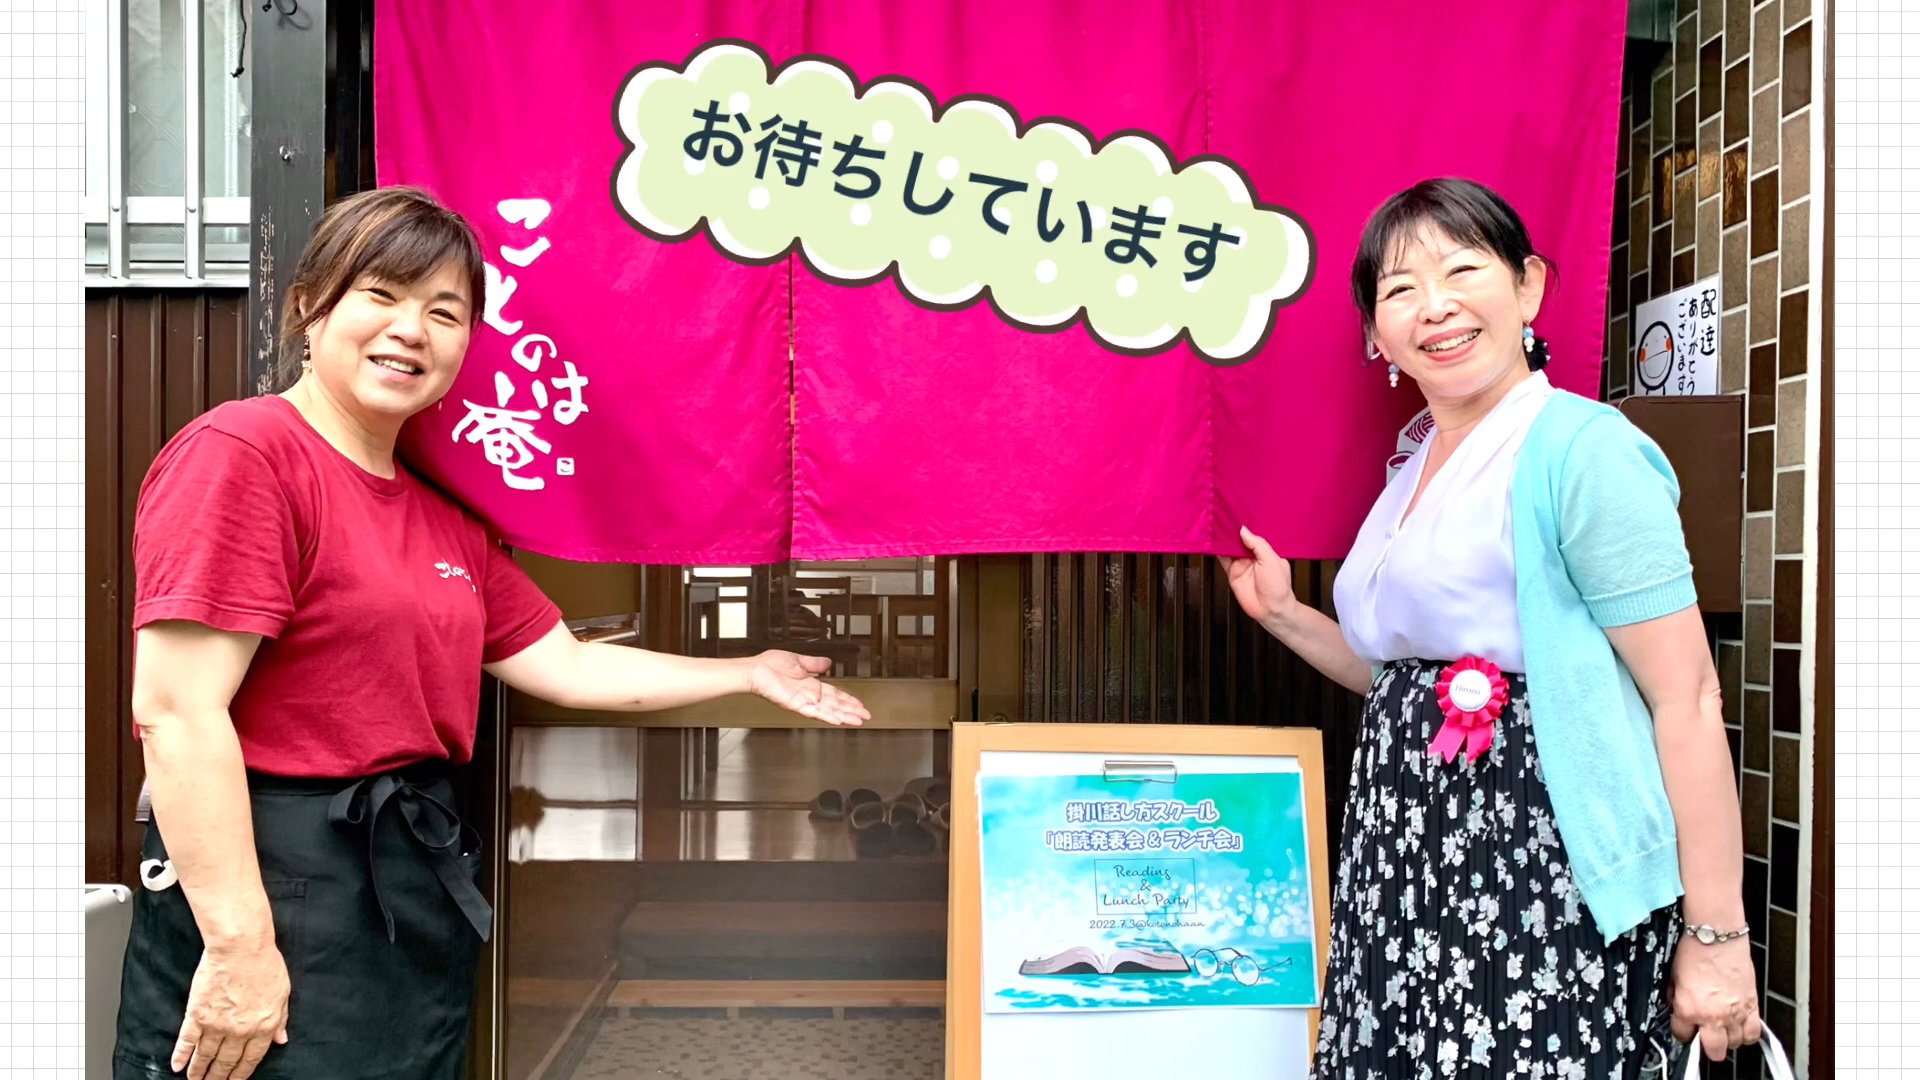 お待ちしています
ことのは庵
配達
ありがとう
ございます
Hiromi
掛川話し方スクール
「朗読発表会&ランチ会」
Reading
&
Lunch Party
2022.7.3@kotonohaan